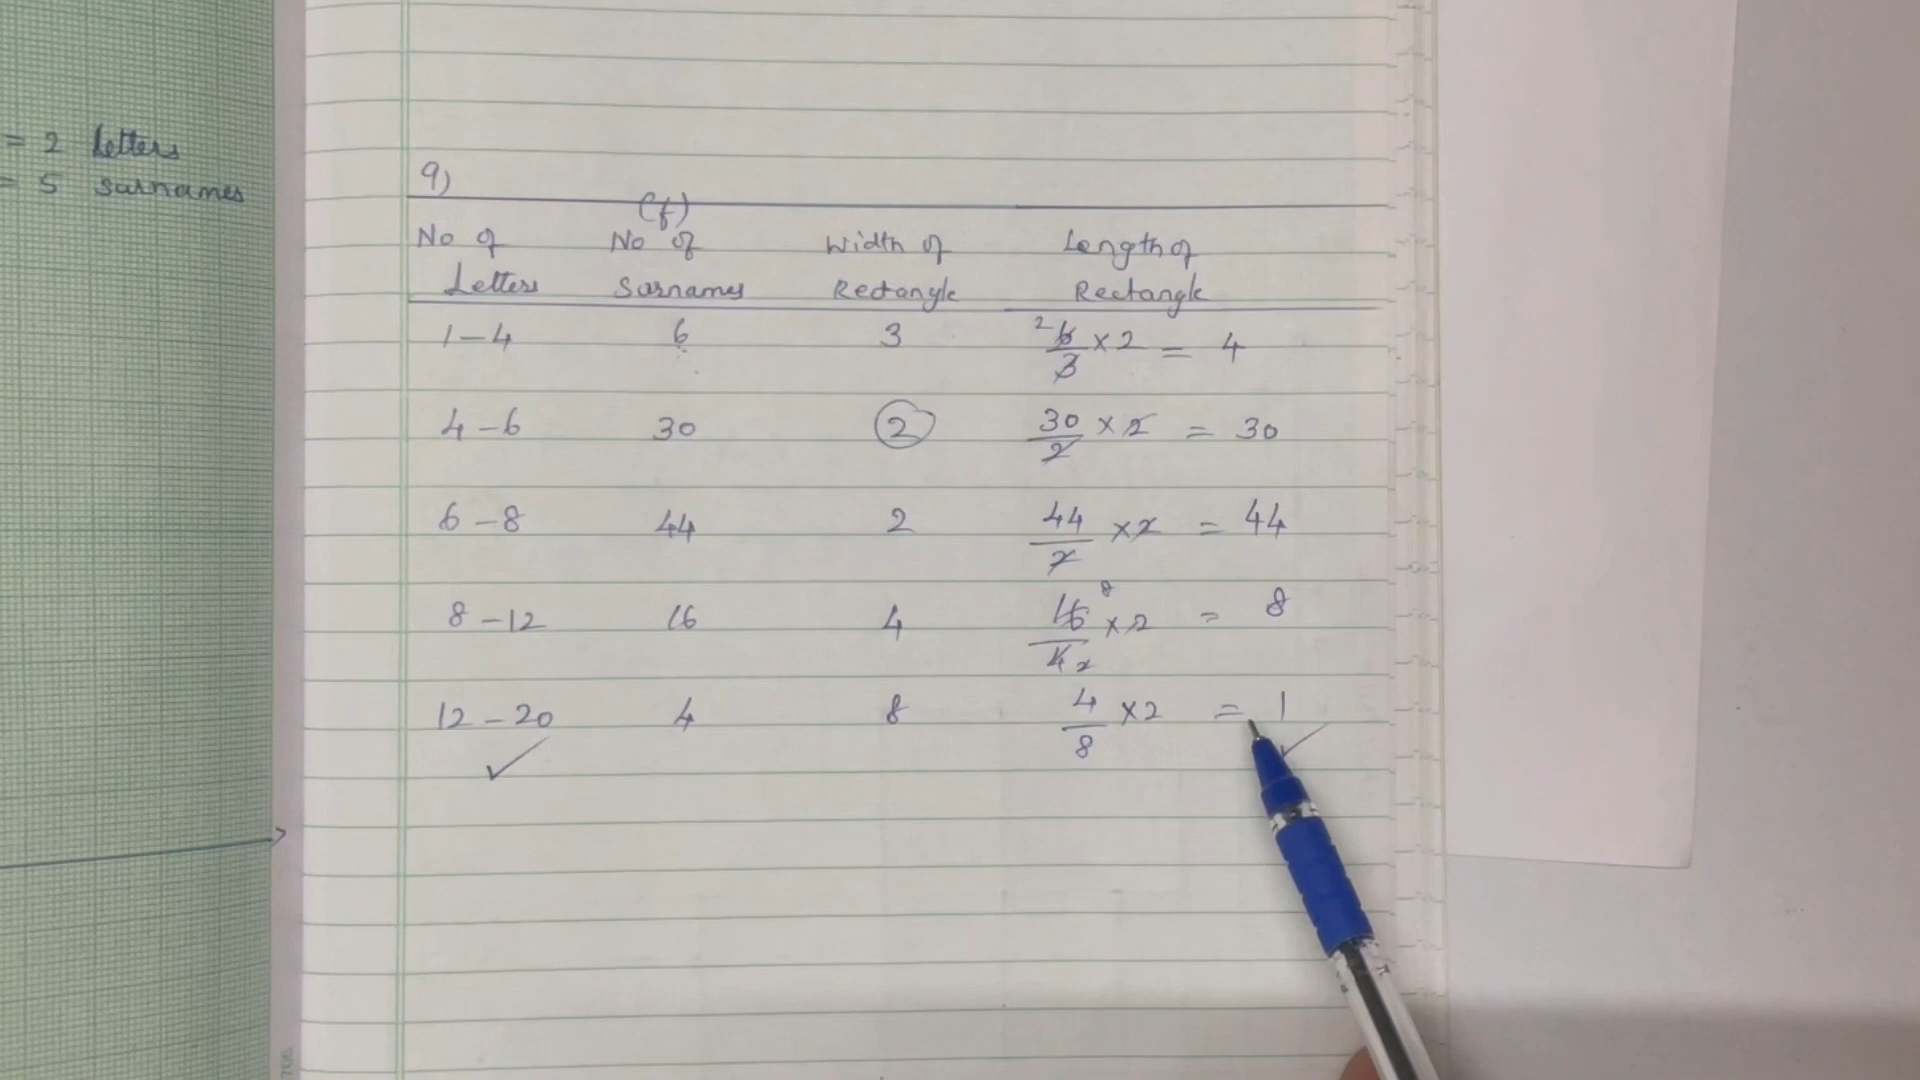 = 2 Letters
= 5 surnames
9)
(f)
No of No of Width of Length of
Letters Surnames Rectangle Rectangle
1-4 6 3 2 6/3 × 2 = 4
4-6 30 2 30/2 × 2 = 30
6-8 44 2 44/2 × 2 = 44
8
8-12 16 4 16/4 2 × 2 = 8
12-20 4 8 4/8 × 2 = 1